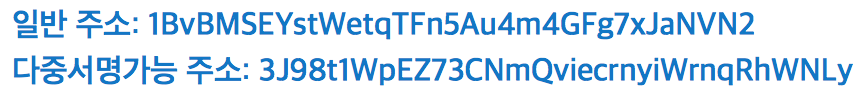 일반 주소: 1BvBMSEYstWetqTFn5Au4m4GFg7xJaNVN2
다중서명가능 주소: 3J98t1WpEZ73CNmQviecrnyiWrnqRhWNLy